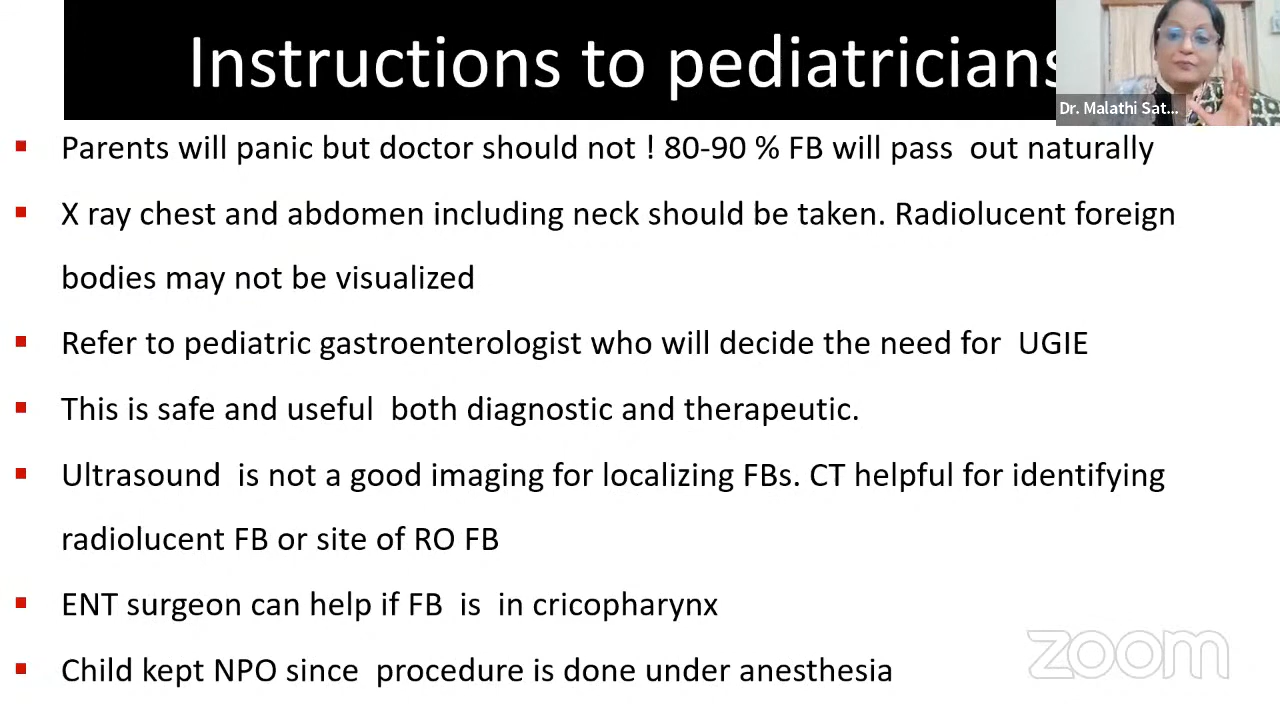 Instructions to pediatricians
Dr. Malathi Sat...
▪ Parents will panic but doctor should not ! 80-90 % FB will pass out naturally
▪ X ray chest and abdomen including neck should be taken. Radiolucent foreign
bodies may not be visualized
▪ Refer to pediatric gastroenterologist who will decide the need for UGIE
▪ This is safe and useful both diagnostic and therapeutic.
▪ Ultrasound is not a good imaging for localizing FBs. CT helpful for identifying
radiolucent FB or site of RO FB
▪ ENT surgeon can help if FB is in cricopharynx
▪ Child kept NPO since procedure is done under anesthesia
zoom